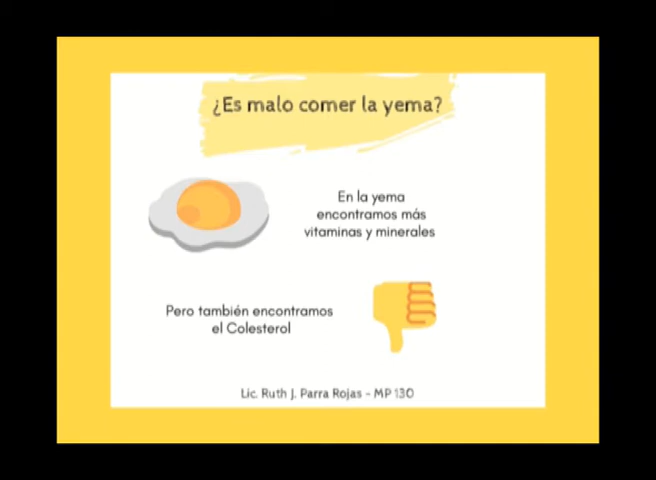 ¿Es malo comer la yema?
En la yema
encontramos más
vitaminas y minerales
Pero también encontramos
el Colesterol
Lic. Ruth J. Parra Rojas - MP 130